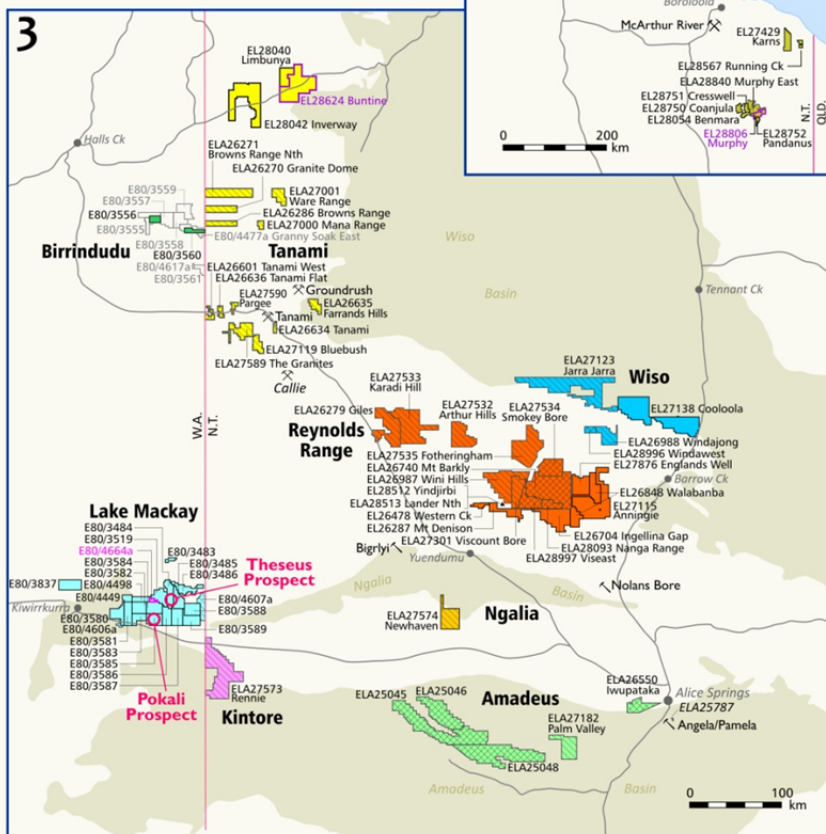 3
Borroloola
McArthur River
EL27429
Karns
EL28567 Running Ck
ELA28840 Murphy East
EL28751 Cresswell
EL28750 Coanjula
EL28054 Benmara
EL28806
Murphy
EL28752
Pandanus
N.T.
QLD.
0 200
km
EL28040
Limbunya
EL28624 Buntine
EL28042 Inverway
Halls Ck
ELA26271
Browns Range Nth
ELA26270 Granite Dome
E80/3559
E80/3557
E80/3556
E80/3555
ELA27001
Ware Range
ELA26286 Browns Range
ELA27000 Mana Range
E80/4477a Granny Soak East
E80/3558
E80/3560
E80/4617a
E80/3561
Birrindudu
Tanami
Wiso
Basin
ELA26601 Tanami West
ELA26636 Tanami Flat
ELA27590
Pargee
Groundrush
ELA26635
Farrands Hills
Tanami
ELA26634 Tanami
ELA27119 Bluebush
ELA27589 The Granites
Callie
Tennant Ck
W.A.
N.T.
ELA27533
Karadi Hill
ELA26279 Giles
ELA27532
Arthur Hills
ELA27534
Smokey Bore
ELA27123
Jarra Jarra
Wiso
EL27138 Cooloola
Reynolds
Range
ELA26988 Windajong
ELA28996 Windawest
EL27876 Englands Well
ELA27535 Fotheringham
ELA26740 Mt Barkly
ELA26987 Wini Hills
EL28512 Yindjirbi
ELA28513 Lander Nth
EL26478 Western Ck
EL26287 Mt Denison
ELA27301 Viscount Bore
Barrow Ck
EL26848 Walabanba
EL27115
Anningie
EL26704 Ingellina Gap
EL28093 Nanga Range
ELA28997 Viseast
Lake Mackay
E80/3484
E80/3519
E80/4664a
E80/3584
E80/3582
E80/4498
E80/4449
E80/3483
E80/3485
E80/3486
Theseus
Prospect
E80/3837
Kiwirrkurra
E80/3580
E80/4606a
E80/3581
E80/3583
E80/3585
E80/3586
E80/3587
E80/4607a
E80/3588
E80/3589
Pokali
Prospect
Bigrlyi
Yuendumu
Nolans Bore
Ngalia
Basin
ELA27574
Newhaven
Ngalia
ELA27573
Rennie
Kintore
EL25045
EL25046
Amadeus
ELA27182
Palm Valley
ELA25048
ELA26550
Iwupataka
Alice Springs
ELA25787
Angela/Pamela
Amadeus
Basin
0 100
km